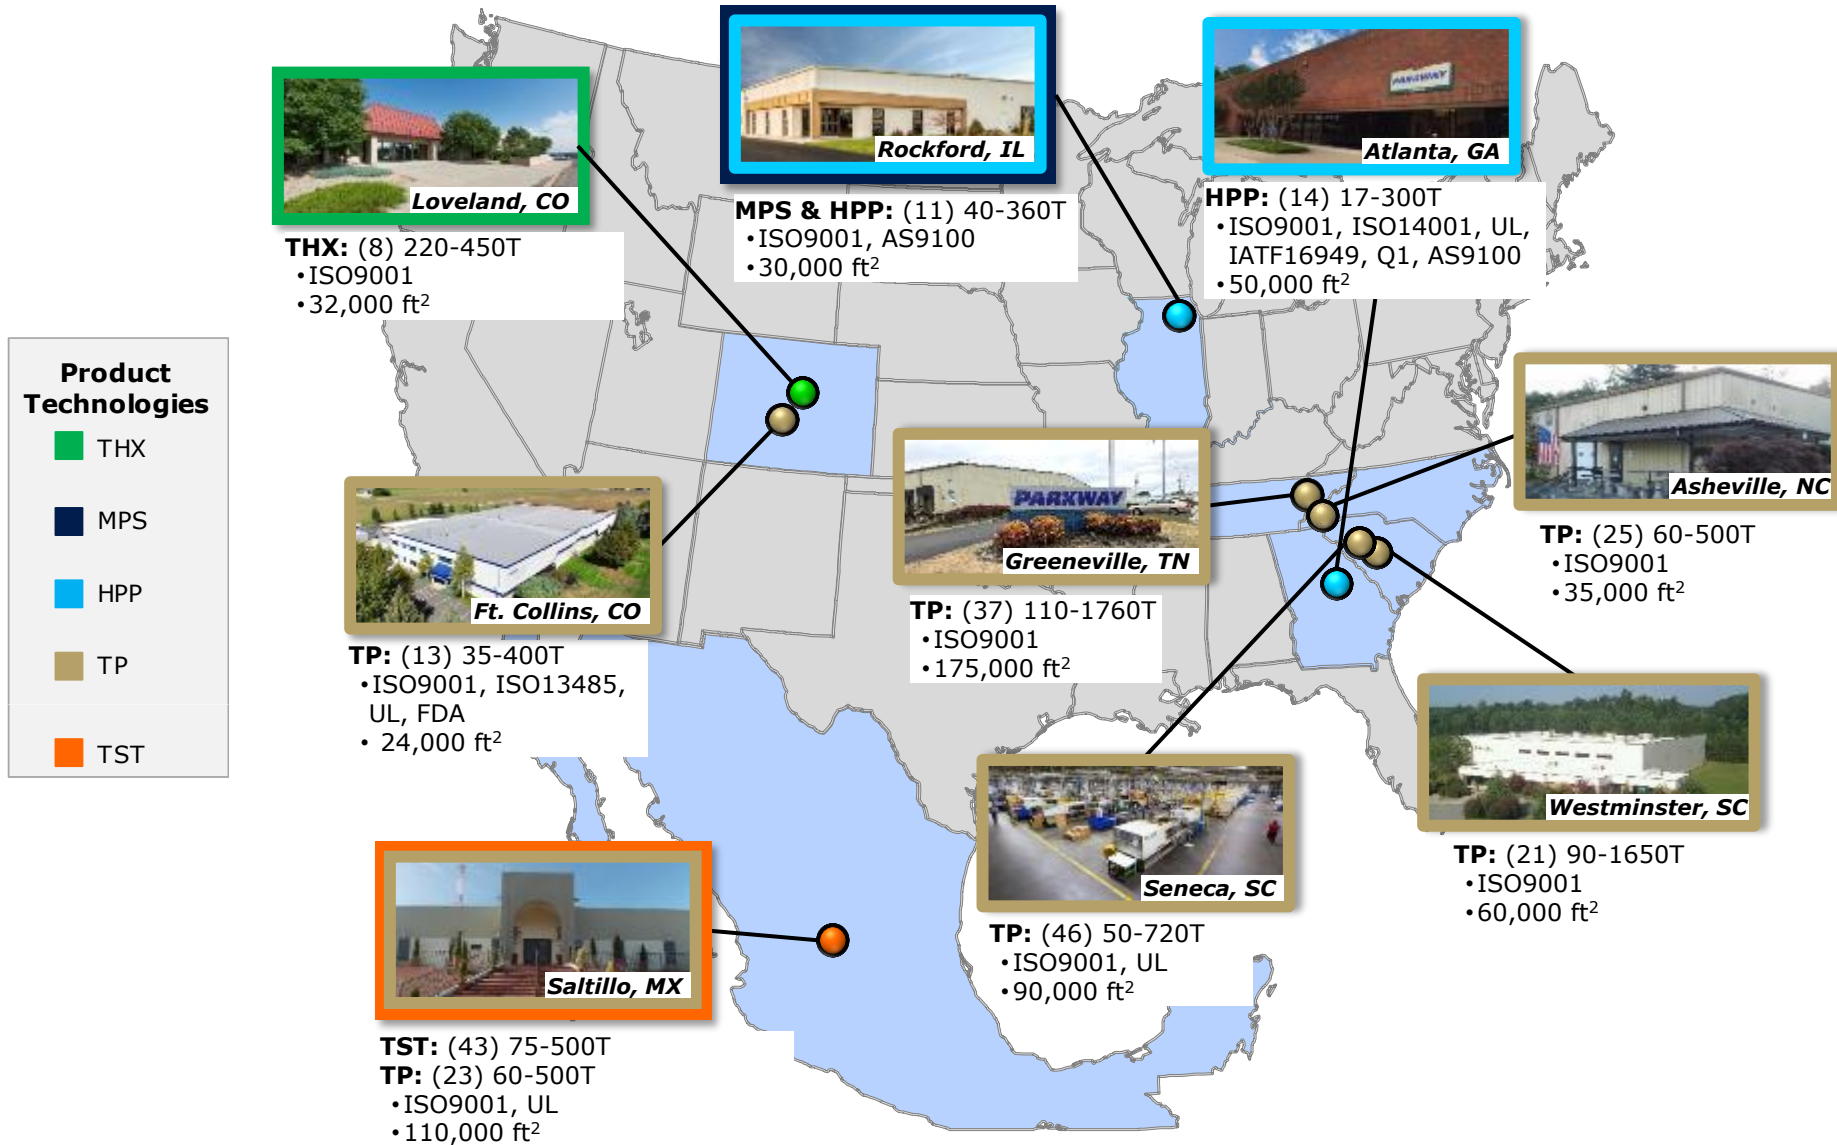 Product
Technologies
THX
MPS
HPP
TP
TST
Loveland, CO
THX: (8) 220-450T
•ISO9001
•32,000 ft²
Rockford, IL
MPS & HPP: (11) 40-360T
•ISO9001, AS9100
•30,000 ft²
PARKWAY
Atlanta, GA
HPP: (14) 17-300T
•ISO9001, ISO14001, UL,
IATF16949, Q1, AS9100
•50,000 ft²
Ft. Collins, CO
TP: (13) 35-400T
•ISO9001, ISO13485,
UL, FDA
• 24,000 ft²
PARKWAY
Greeneville, TN
TP: (37) 110-1760T
•ISO9001
•175,000 ft²
Asheville, NC
TP: (25) 60-500T
•ISO9001
•35,000 ft²
Westminster, SC
TP: (21) 90-1650T
•ISO9001
•60,000 ft²
Seneca, SC
TP: (46) 50-720T
•ISO9001, UL
•90,000 ft²
Saltillo, MX
TST: (43) 75-500T
TP: (23) 60-500T
•ISO9001, UL
•110,000 ft²